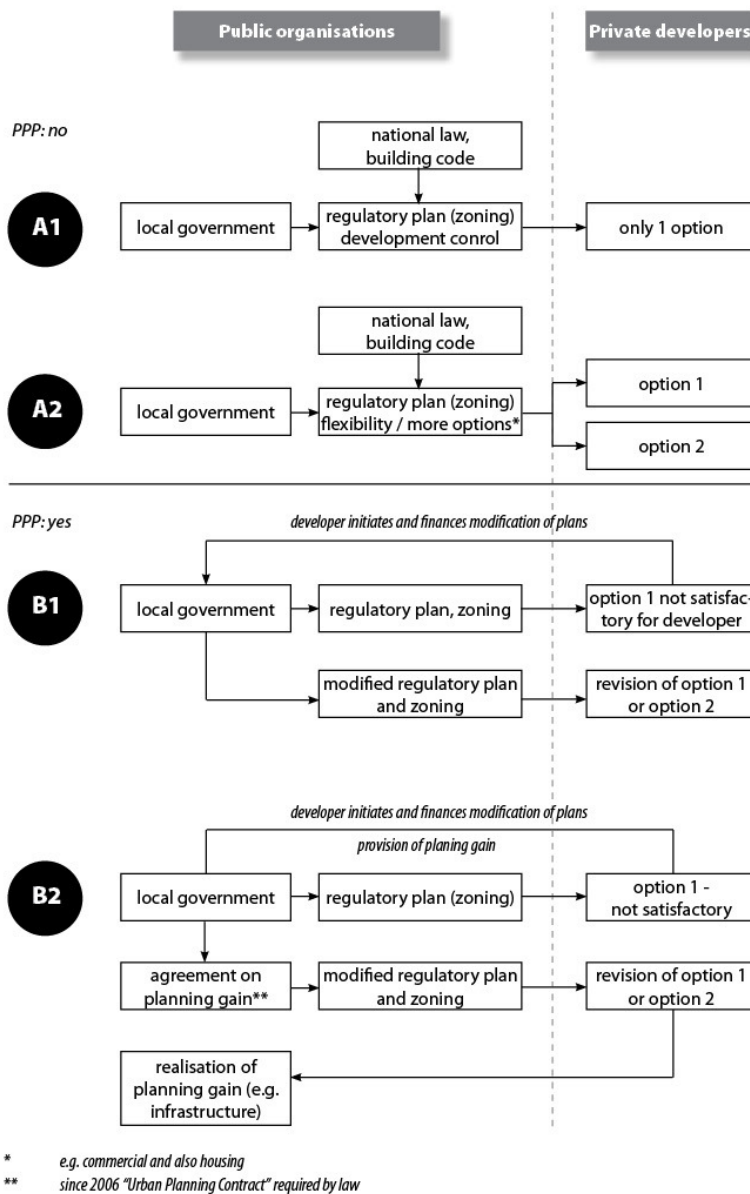 Public organisations
Private developers
PPP: no
national law,
building code
A1
local government
regulatory plan (zoning)
development conrol
only 1 option
national law,
building code
A2
local government
regulatory plan (zoning)
flexibility / more options*
option 1
option 2
PPP: yes
developer initiates and finances modification of plans
B1
local government
regulatory plan, zoning
option 1 not satisfac-
tory for developer
modified regulatory plan
and zoning
revision of option 1
or option 2
developer initiates and finances modification of plans
provision of planing gain
B2
local government
regulatory plan (zoning)
option 1 -
not satisfactory
agreement on
planning gain**
modified regulatory plan
and zoning
revision of option 1
or option 2
realisation of
planning gain (e.g.
infrastructure)
* e.g. commercial and also housing
** since 2006 "Urban Planning Contract" required by law